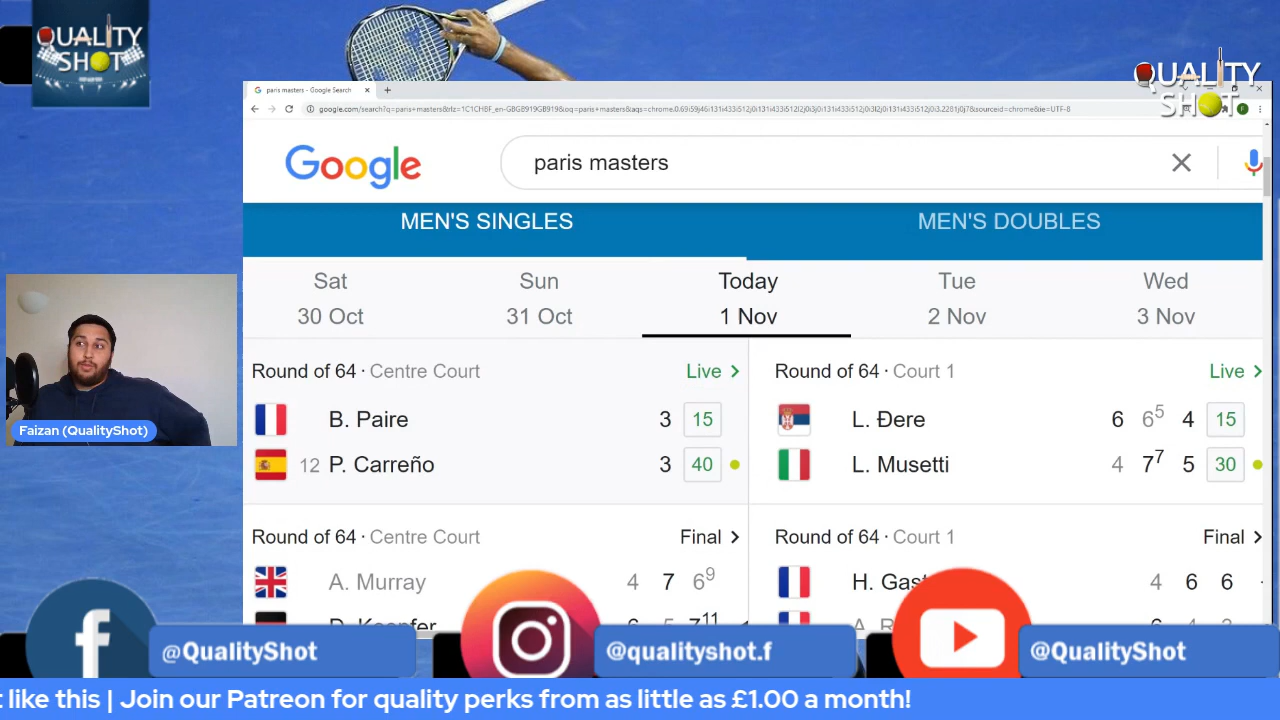 QUALITY
SHOT
QUALITY
SHOT
paris masters - Google Search
Google
paris masters
MEN'S SINGLES
MEN'S DOUBLES
Sat
30 Oct
Sun
31 Oct
Today
1 Nov
Tue
2 Nov
Wed
3 Nov
Round of 64 · Centre Court Live
B. Paire 3 15
12 P. Carreño 3 40
Round of 64 · Court 1 Live
L. Đere 6 6⁵ 4 15
L. Musetti 4 7⁷ 5 30
Round of 64 · Centre Court Final
A. Murray 4 7 6⁹
D. Koepfer 6 5 7¹¹
Round of 64 · Court 1 Final
H. Gas 4 6 6
A. R
Faizan (QualityShot)
@QualityShot
@qualityshot.f
@QualityShot
like this | Join our Patreon for quality perks from as little as £1.00 a month!